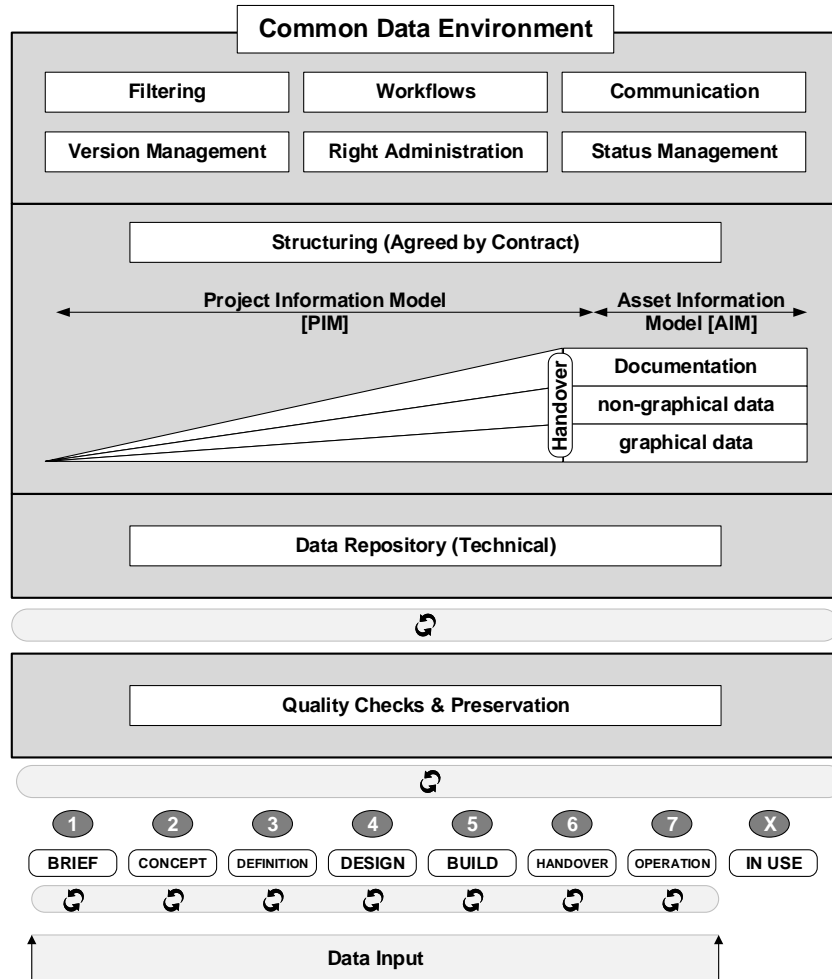 Common Data Environment
Filtering
Workflows
Communication
Version Management
Right Administration
Status Management
Structuring (Agreed by Contract)
Project Information Model
[PIM]
Asset Information
Model [AIM]
Handover
Documentation
non-graphical data
graphical data
Data Repository (Technical)
Quality Checks & Preservation
1
2
3
4
5
6
7
X
BRIEF
CONCEPT
DEFINITION
DESIGN
BUILD
HANDOVER
OPERATION
IN USE
Data Input